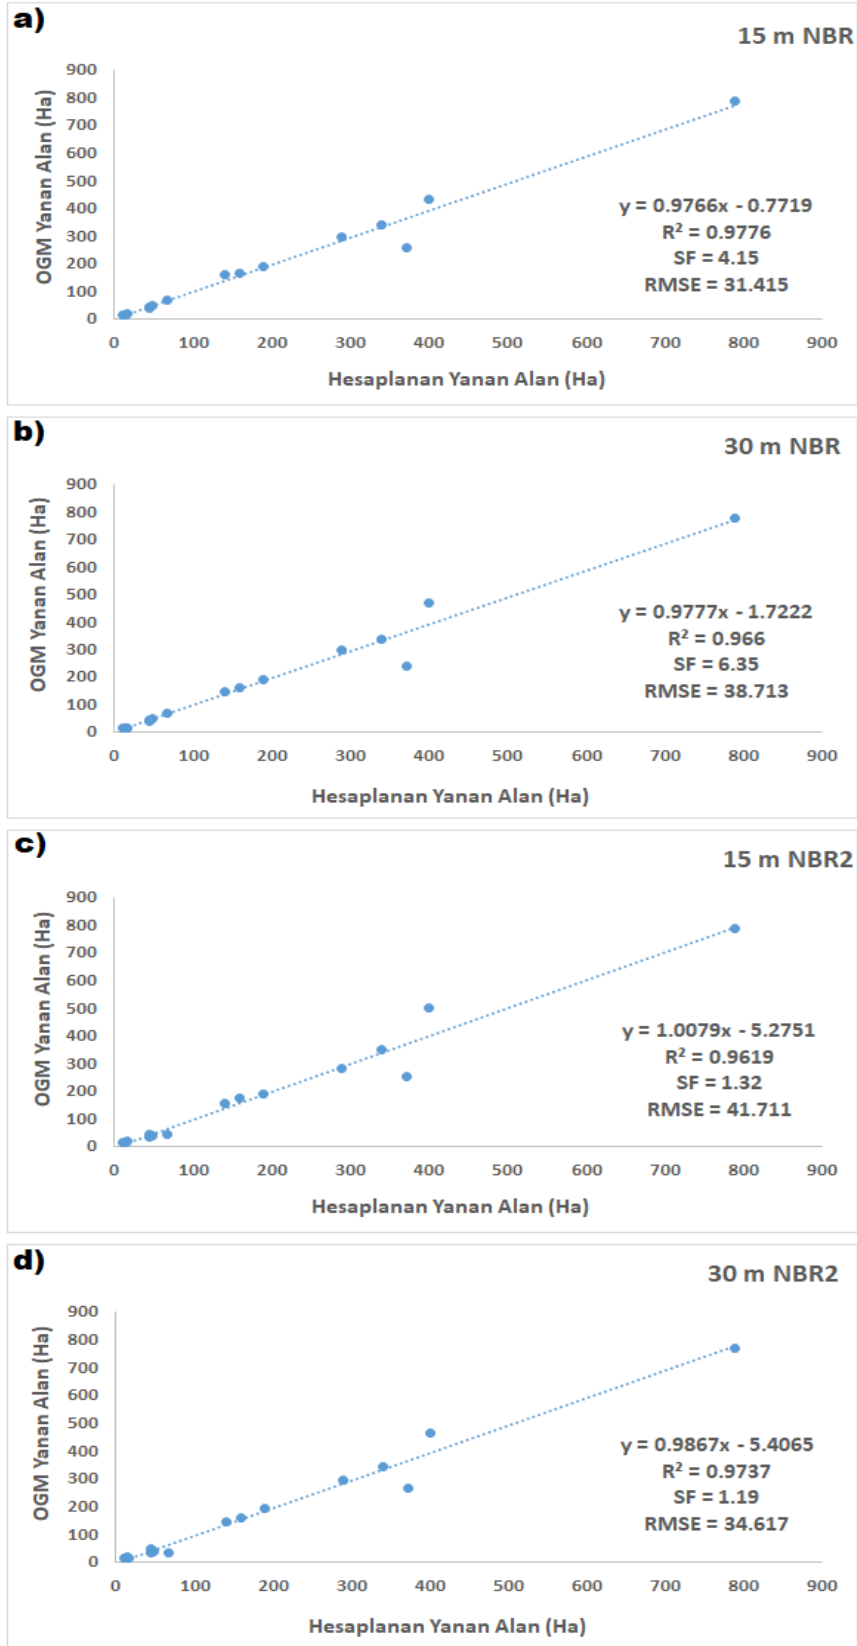 a)
15 m NBR
900
800
700
600
500
400
300
200
100
0
OGM Yanan Alan (Ha)
y = 0.9766x - 0.7719
R² = 0.9776
SF = 4.15
RMSE = 31.415
0 100 200 300 400 500 600 700 800 900
Hesaplanan Yanan Alan (Ha)
b)
30 m NBR
900
800
700
600
500
400
300
200
100
0
OGM Yanan Alan (Ha)
y = 0.9777x - 1.7222
R² = 0.966
SF = 6.35
RMSE = 38.713
0 100 200 300 400 500 600 700 800 900
Hesaplanan Yanan Alan (Ha)
c)
15 m NBR2
900
800
700
600
500
400
300
200
100
0
OGM Yanan Alan (Ha)
y = 1.0079x - 5.2751
R² = 0.9619
SF = 1.32
RMSE = 41.711
0 100 200 300 400 500 600 700 800 900
Hesaplanan Yanan Alan (Ha)
d)
30 m NBR2
900
800
700
600
500
400
300
200
100
0
OGM Yanan Alan (Ha)
y = 0.9867x - 5.4065
R² = 0.9737
SF = 1.19
RMSE = 34.617
0 100 200 300 400 500 600 700 800 900
Hesaplanan Yanan Alan (Ha)